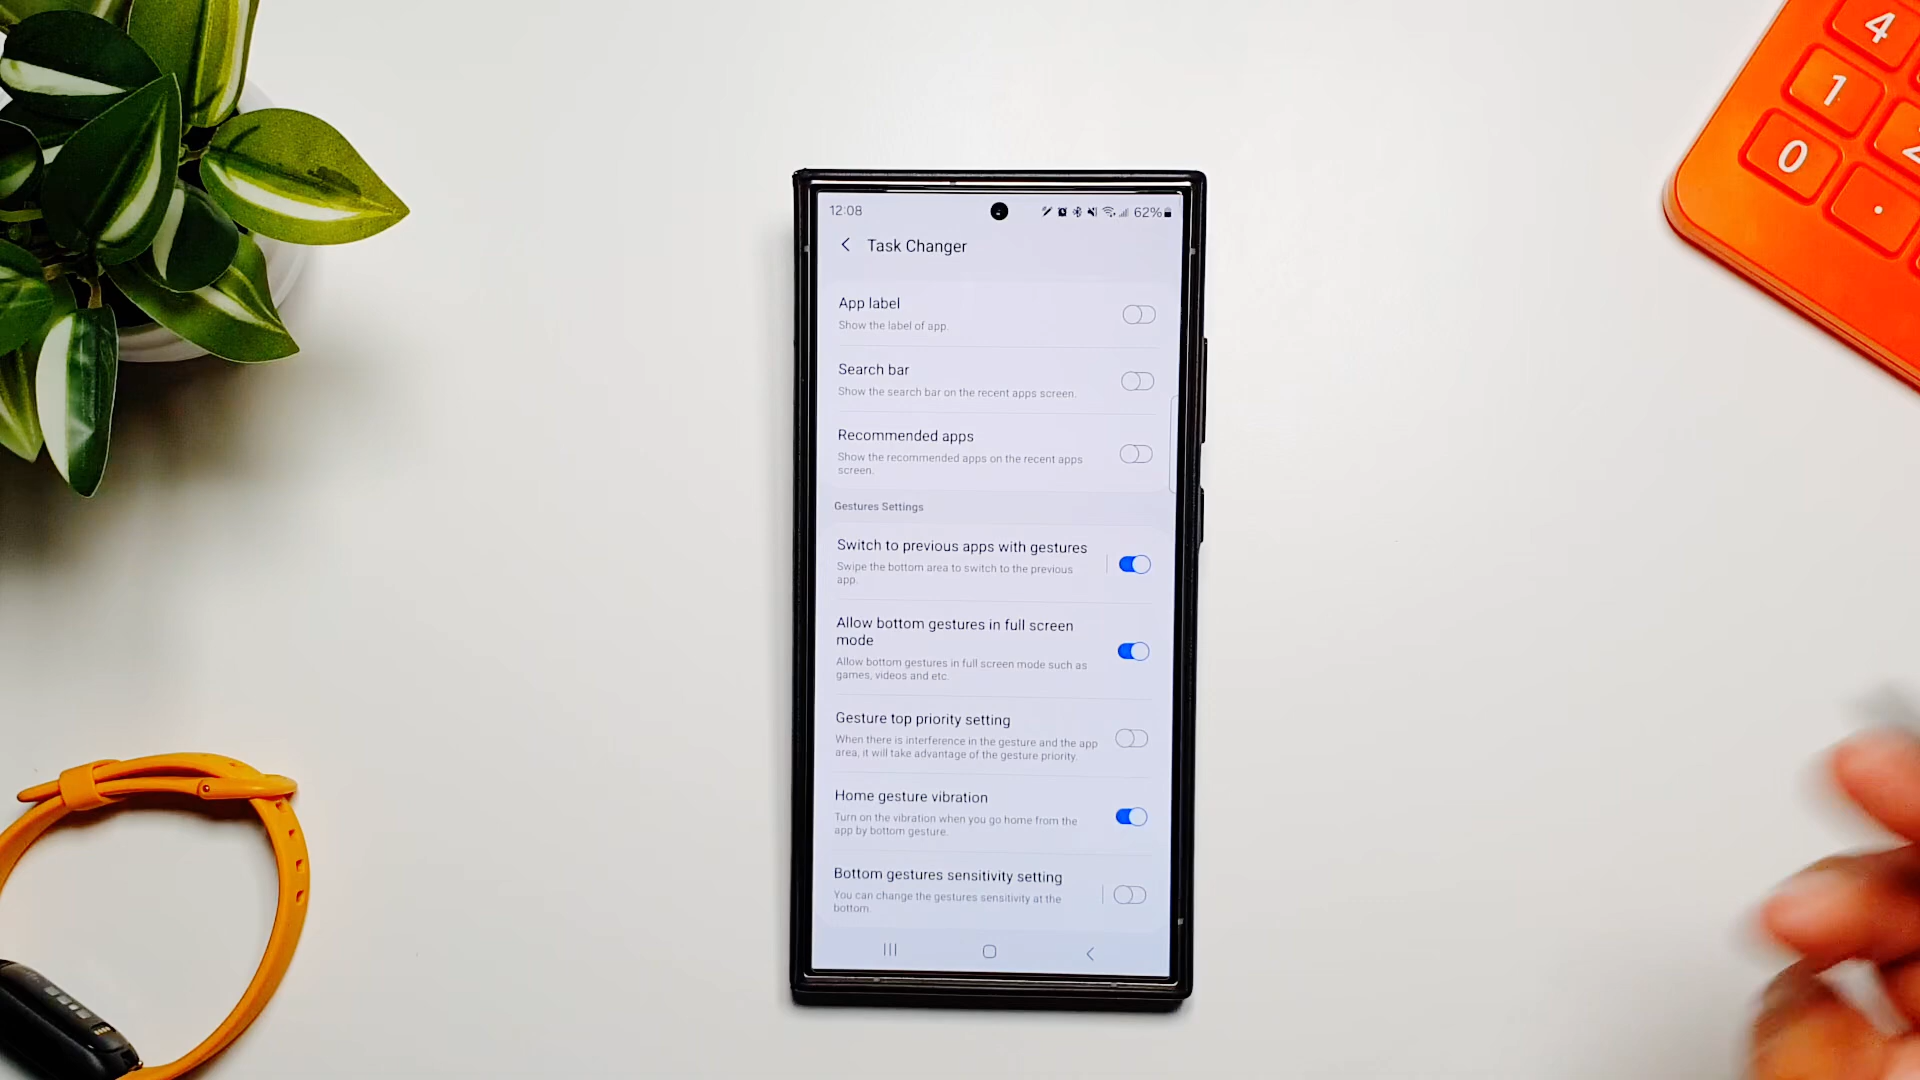 12:08
62%
Task Changer
App label
Show the label of app.
Search bar
Show the search bar on the recent apps screen.
Recommended apps
Show the recommended apps on the recent apps
screen.
Gestures Settings
Switch to previous apps with gestures
Swipe the bottom area to switch to the previous
app.
Allow bottom gestures in full screen
mode
Allow bottom gestures in full screen mode such as
games, videos and etc.
Gesture top priority setting
When there is interference in the gesture and the app
area, it will take advantage of the gesture priority.
Home gesture vibration
Turn on the vibration when you go home from the
app by bottom gesture.
Bottom gestures sensitivity setting
You can change the gestures sensitivity at the
bottom.
4
1
2
0
.